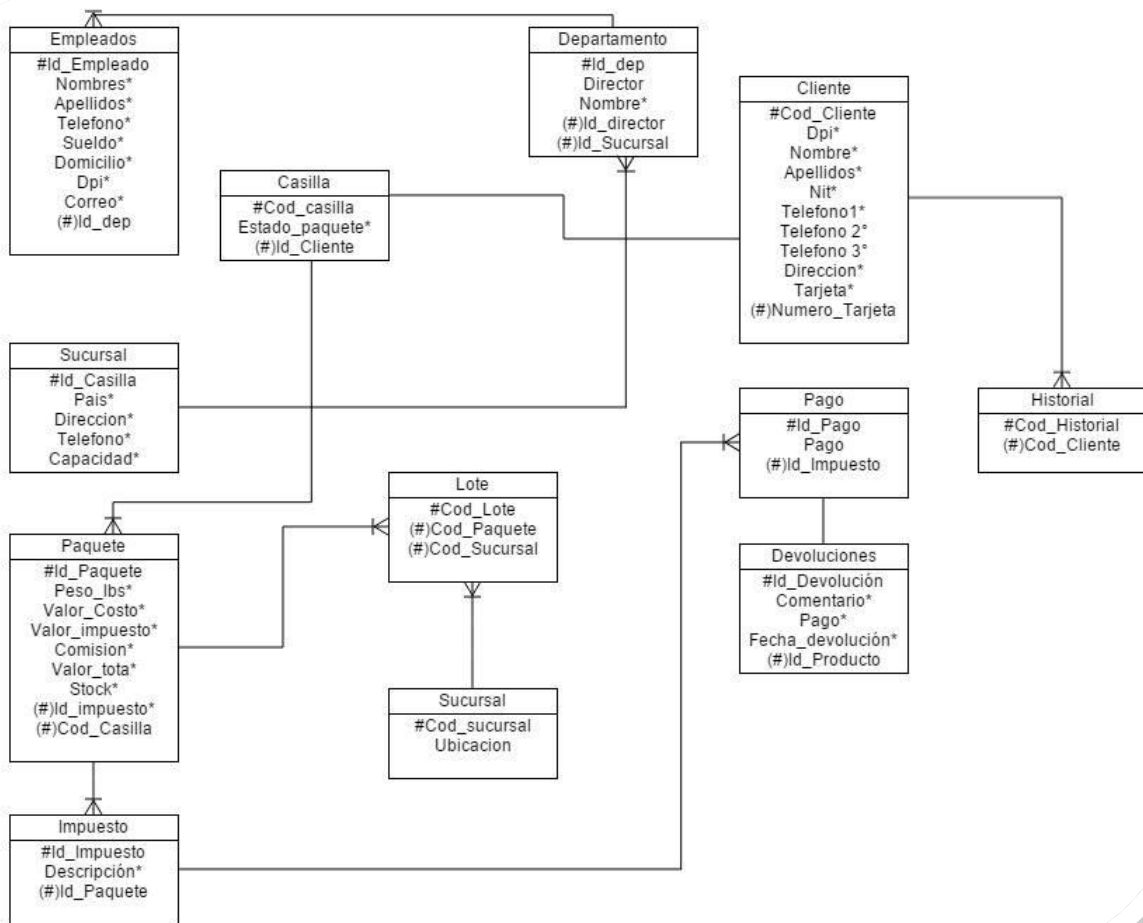 Empleados
#Id_Empleado
Nombres*
Apellidos*
Telefono*
Sueldo*
Domicilio*
Dpi*
Correo*
(#)Id_dep
Departamento
#Id_dep
Director
Nombre*
(#)Id_director
(#)Id_Sucursal
Cliente
#Cod_Cliente
Dpi*
Nombre*
Apellidos*
Nit*
Telefono1*
Telefono 2°
Telefono 3°
Direccion*
Tarjeta*
(#)Numero_Tarjeta
Casilla
#Cod_casilla
Estado_paquete*
(#)Id_Cliente
Sucursal
#Id_Casilla
Pais*
Direccion*
Telefono*
Capacidad*
Pago
#Id_Pago
Pago
(#)Id_Impuesto
Historial
#Cod_Historial
(#)Cod_Cliente
Lote
#Cod_Lote
(#)Cod_Paquete
(#)Cod_Sucursal
Paquete
#Id_Paquete
Peso_lbs*
Valor_Costo*
Valor_impuesto*
Comision*
Valor_tota*
Stock*
(#)Id_impuesto*
(#)Cod_Casilla
Devoluciones
#Id_Devolución
Comentario*
Pago*
Fecha_devolución*
(#)Id_Producto
Sucursal
#Cod_sucursal
Ubicacion
Impuesto
#Id_Impuesto
Descripción*
(#)Id_Paquete